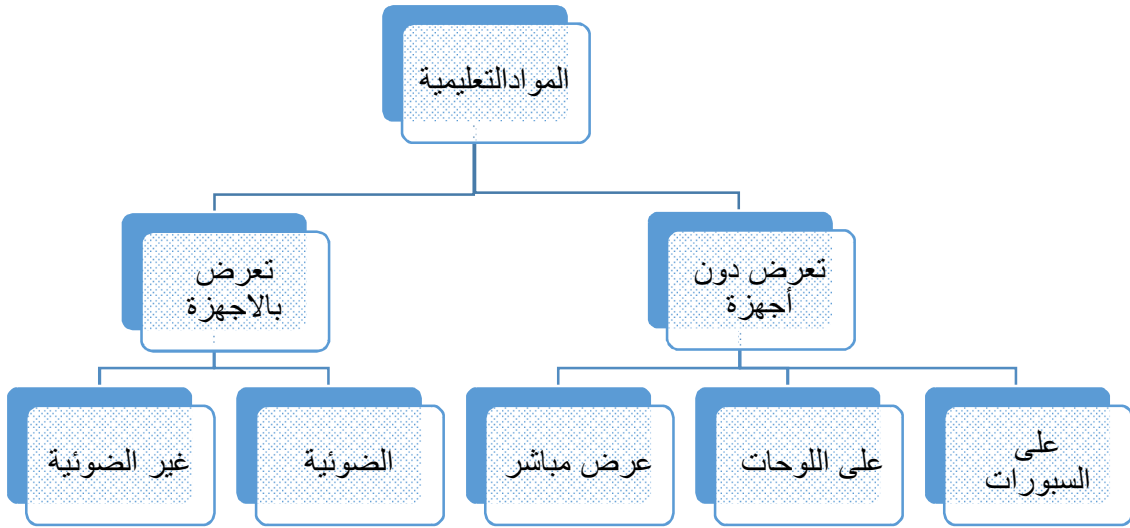 الموادالتعليمية
تعرض دون
أجهزة
تعرض
بالاجهزة
على
السبورات
على اللوحات
عرض مباشر
الضوئية
غير الضوئية